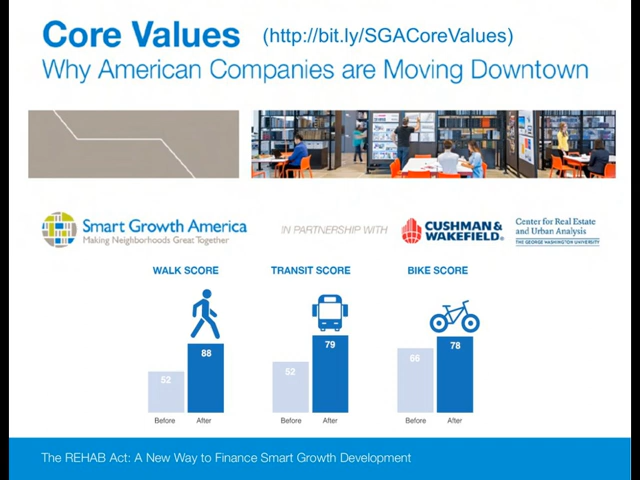 Core Values (http://bit.ly/SGACoreValues)
Why American Companies are Moving Downtown
Smart Growth America
Making Neighborhoods Great Together
IN PARTNERSHIP WITH
CUSHMAN &
WAKEFIELD®
Center for Real Estate
and Urban Analysis
THE GEORGE WASHINGTON UNIVERSITY
WALK SCORE
52
88
Before After
TRANSIT SCORE
52
79
Before After
BIKE SCORE
66
78
Before After
The REHAB Act: A New Way to Finance Smart Growth Development